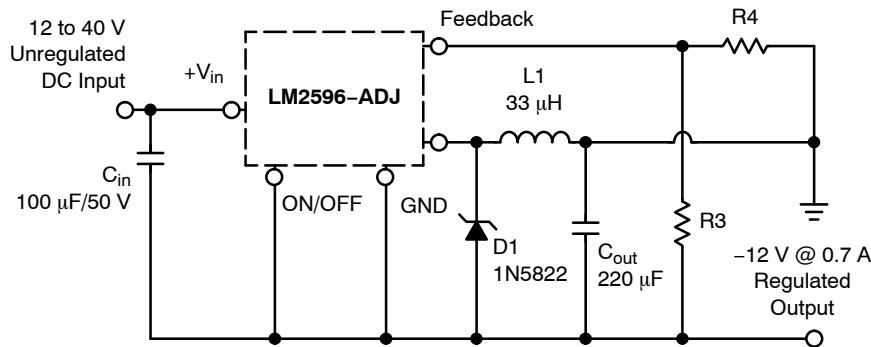 12 to 40 V
Unregulated
DC Input
+Vin
Feedback
LM2596−ADJ
L1
33 μH
R4
Cin
100 μF/50 V
ON/OFF
GND
D1
1N5822
Cout
220 μF
R3
−12 V @ 0.7 A
Regulated
Output